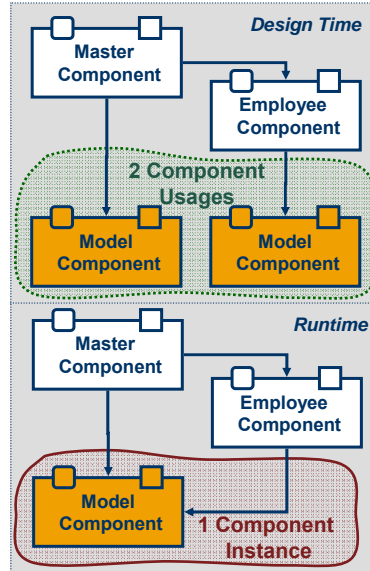 Design Time
Master
Component
Employee
Component
2 Component
Usages
Model
Component
Model
Component
Runtime
Master
Component
Employee
Component
Model
Component
1 Component
Instance